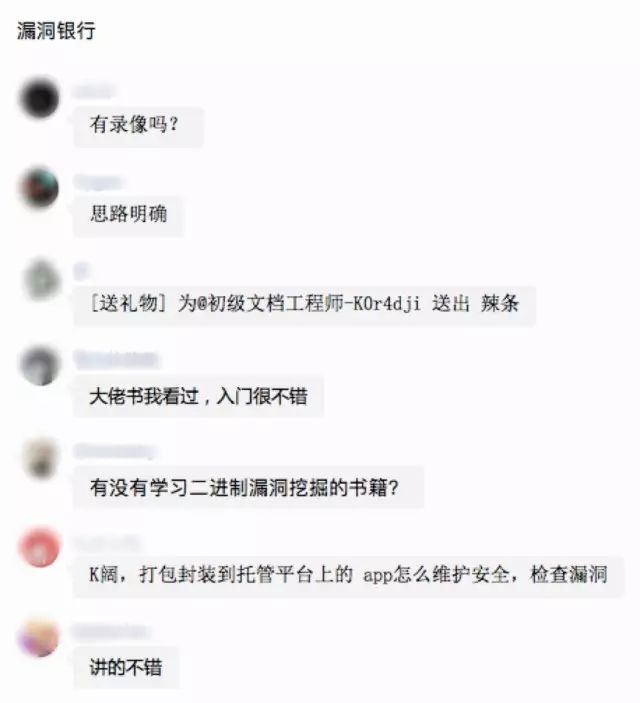 漏洞银行
有录像吗？
思路明确
[送礼物] 为@初级文档工程师-K0r4dji 送出 辣条
大佬书我看过，入门很不错
有没有学习二进制漏洞挖掘的书籍？
K阔，打包封装到托管平台上的 app怎么维护安全，检查漏洞
讲的不错